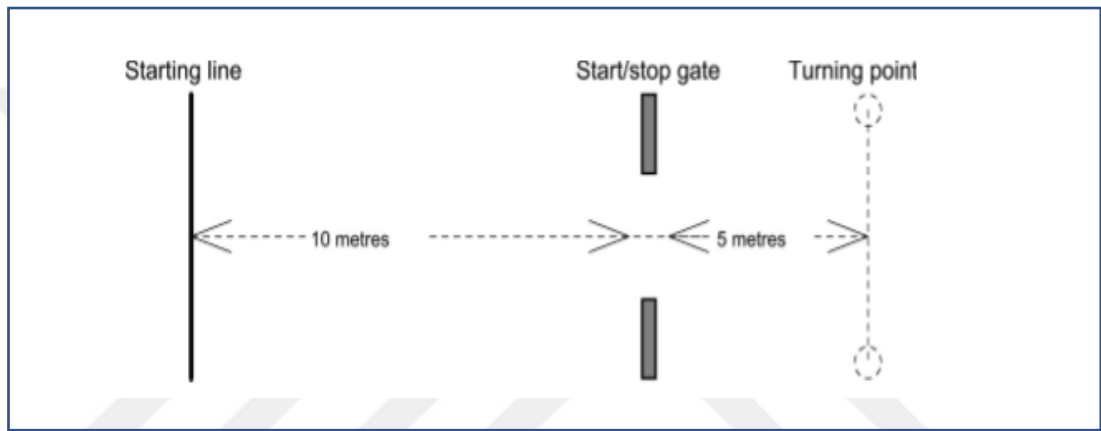 Starting line
Start/stop gate
Turning point
10 metres
5 metres